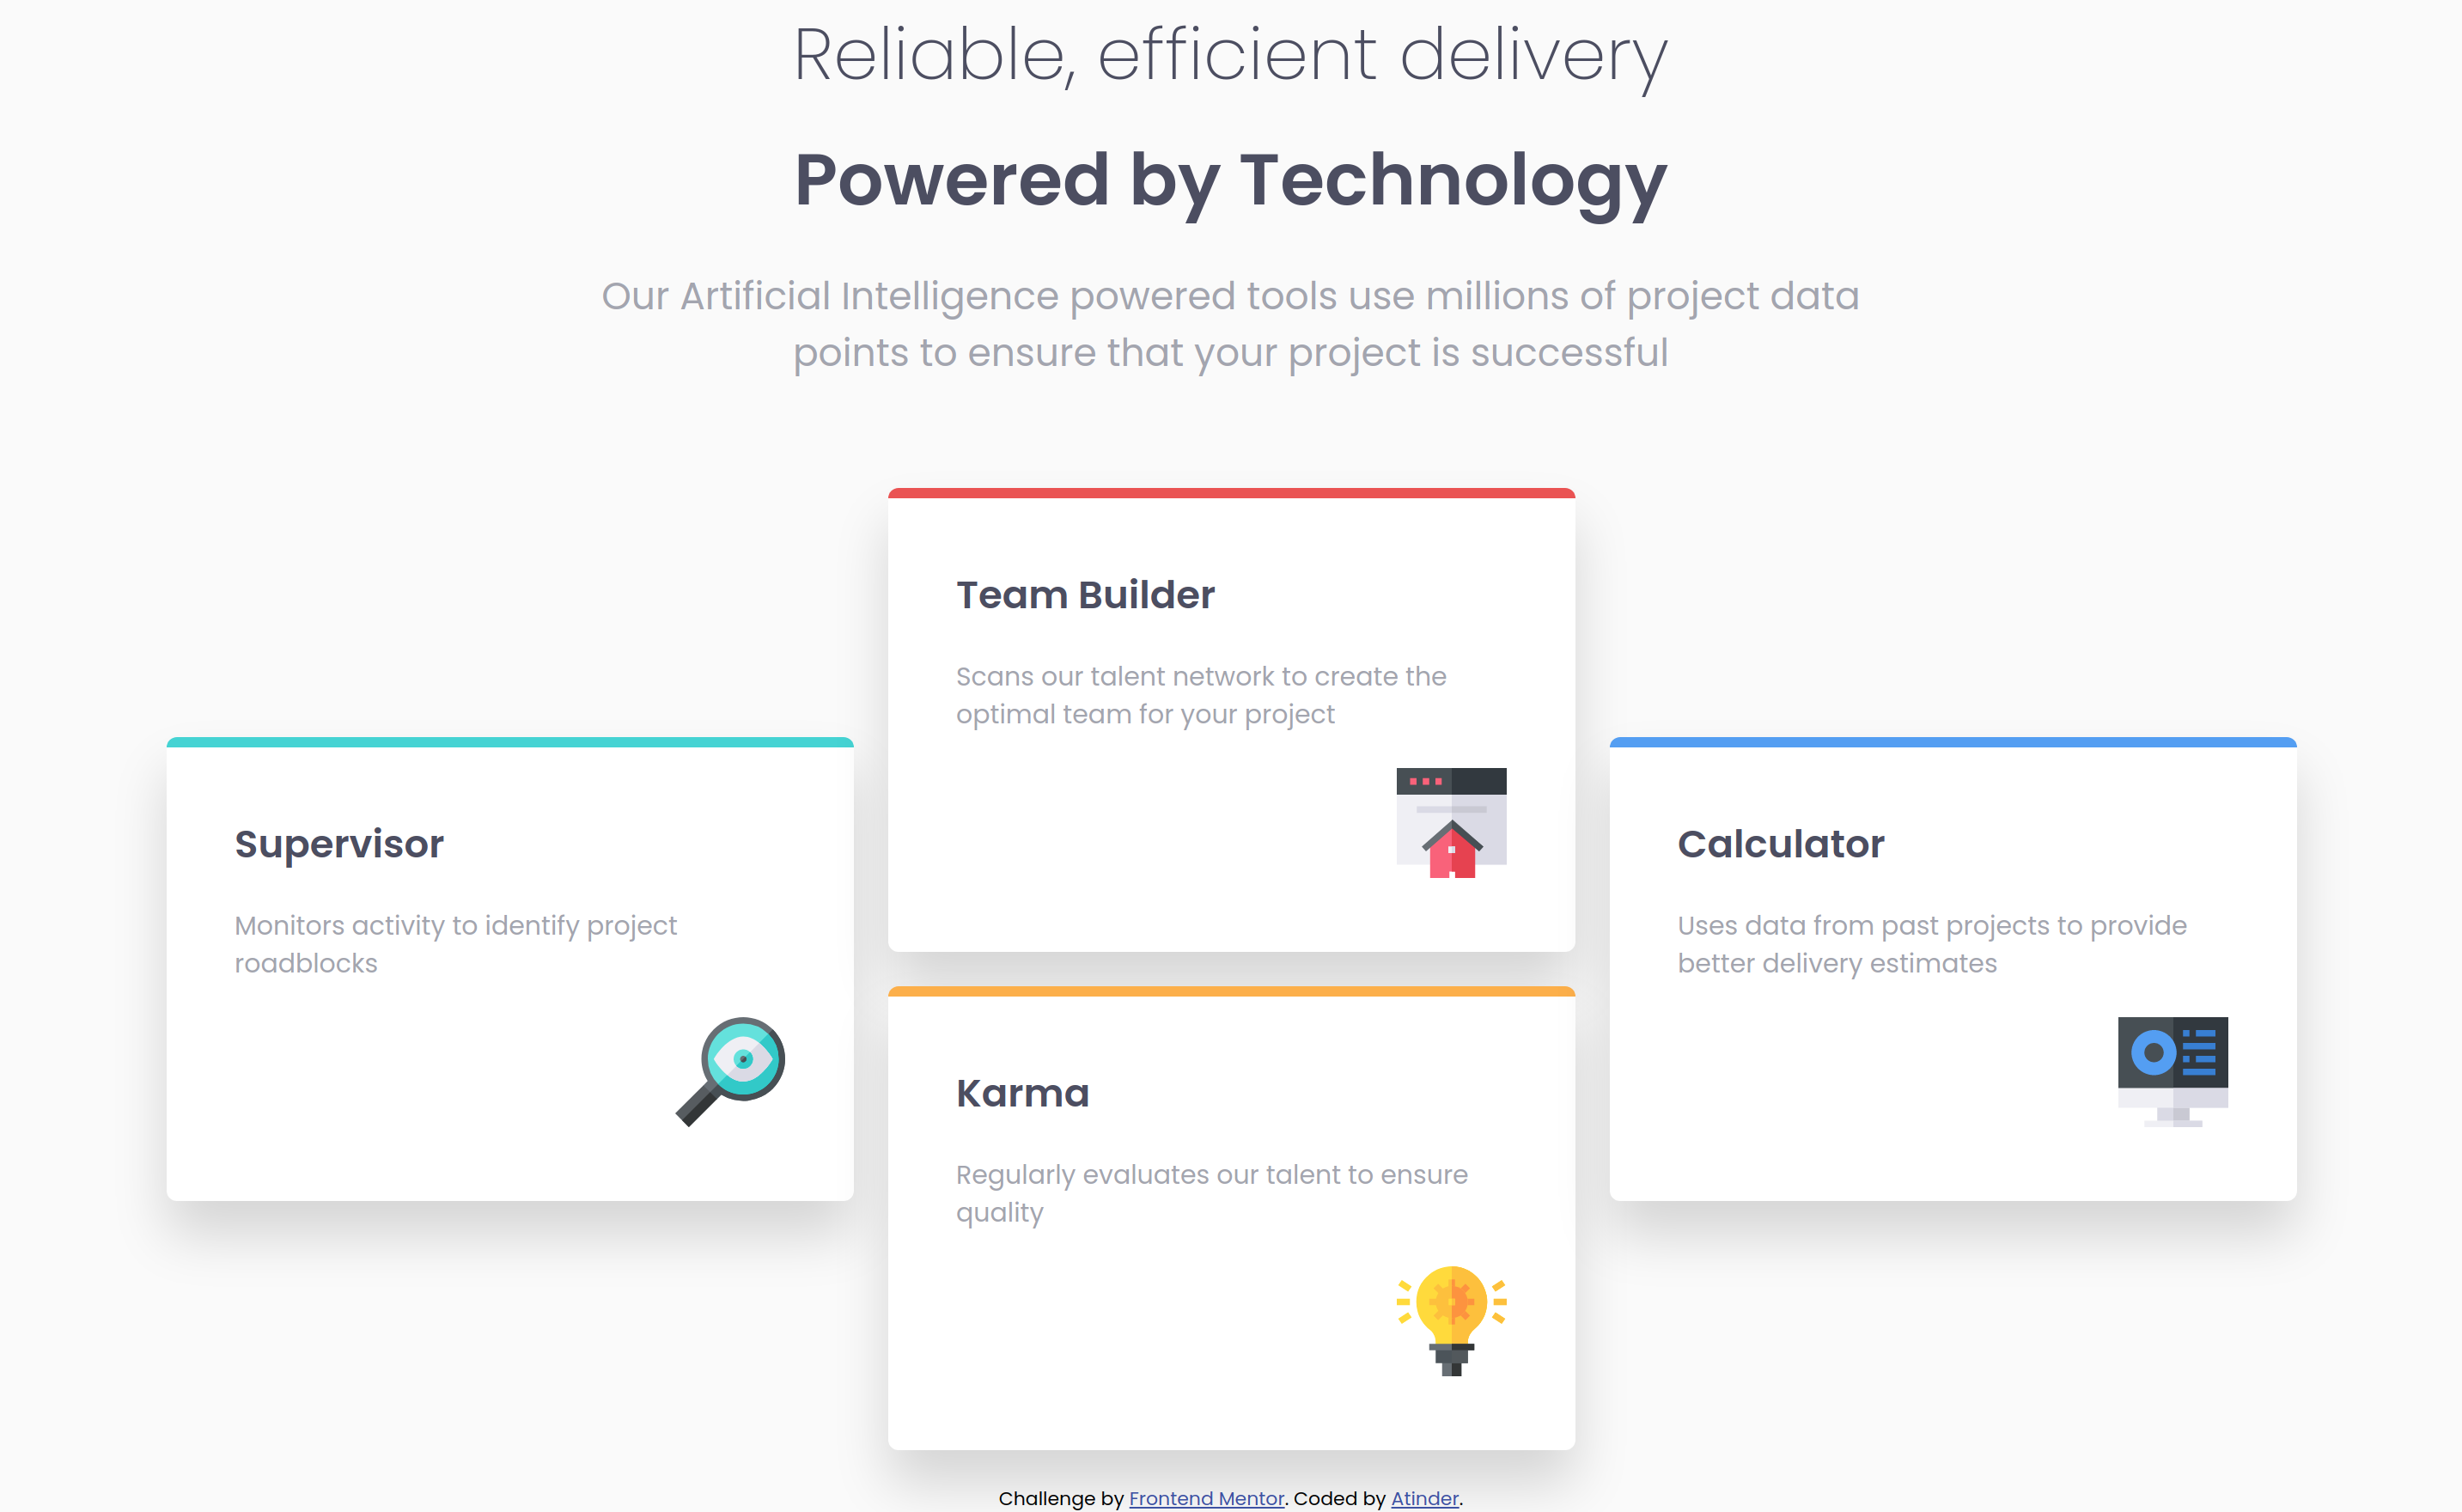 Reliable, efficient delivery
Powered by Technology
Our Artificial Intelligence powered tools use millions of project data
points to ensure that your project is successful
Supervisor
Monitors activity to identify project
roadblocks
Team Builder
Scans our talent network to create the
optimal team for your project
Karma
Regularly evaluates our talent to ensure
quality
Calculator
Uses data from past projects to provide
better delivery estimates
Challenge by Frontend Mentor. Coded by Atinder.